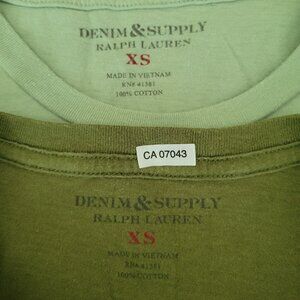 DENIM & SUPPLY
RALPH LAUREN
XS
MADE IN VIETNAM
RN# 41381
100% COTTON
CA 07043
DENIM & SUPPLY
RALPH LAUREN
XS
MADE IN VIETNAM
RN# 41381
100% COTTON